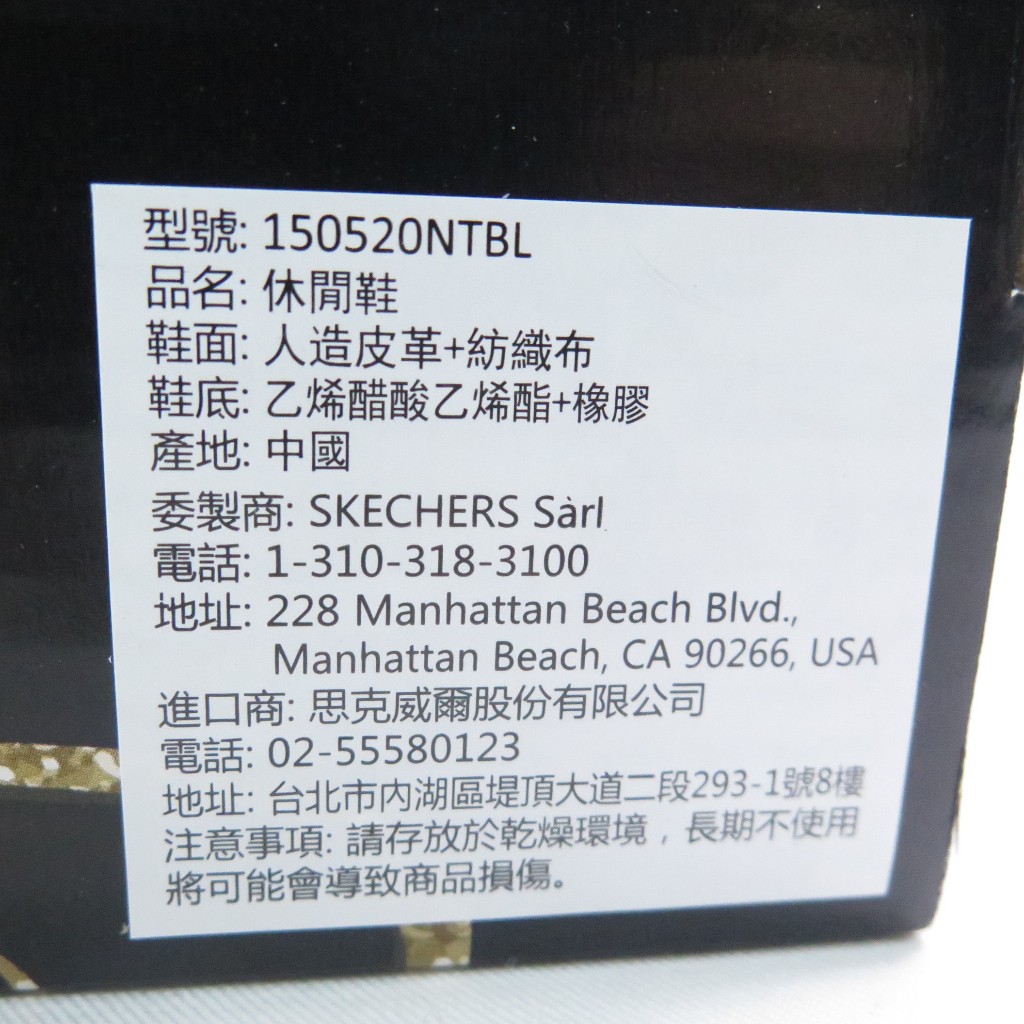 型號: 150520NTBL
品名: 休閒鞋
鞋面: 人造皮革+紡織布
鞋底: 乙烯醋酸乙烯酯+橡膠
產地: 中國
委製商: SKECHERS Sàrl
電話: 1-310-318-3100
地址: 228 Manhattan Beach Blvd.,
Manhattan Beach, CA 90266, USA
進口商: 思克威爾股份有限公司
電話: 02-55580123
地址: 台北市內湖區堤頂大道二段293-1號8樓
注意事項: 請存放於乾燥環境，長期不使用
將可能會導致商品損傷。